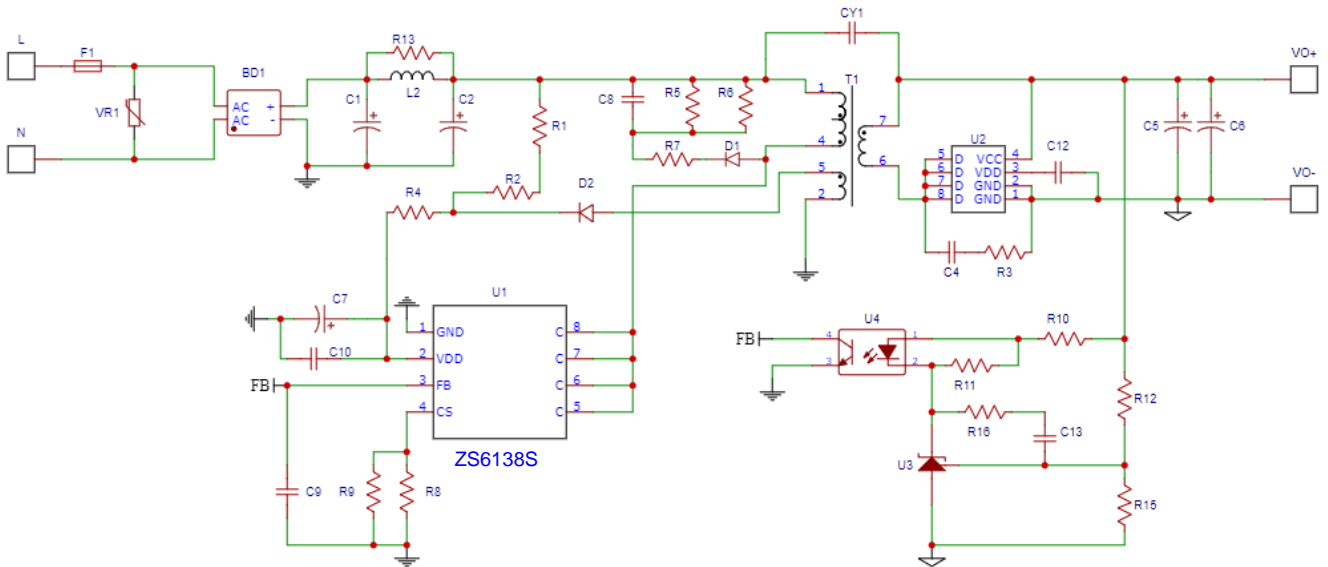 CY1
L
N
F1
VR1
BD1
AC +
AC -
R13
L2
C1
C2
R1
C8
R5
R6
R7
D1
T1
1
4
5
2
7
6
R4
R2
D2
U2
5 D VCC 4
6 D VDD 3
7 D GND 2
8 D GND 1
C12
C4
R3
C5
C6
VO+
VO-
C7
C10
U1
1 GND C 8
2 VDD C 7
3 FB C 6
4 CS C 5
ZS6138S
FB
C9
R9
R8
FB
U4
4
3
1
2
R10
R11
R12
R16
C13
U3
R15